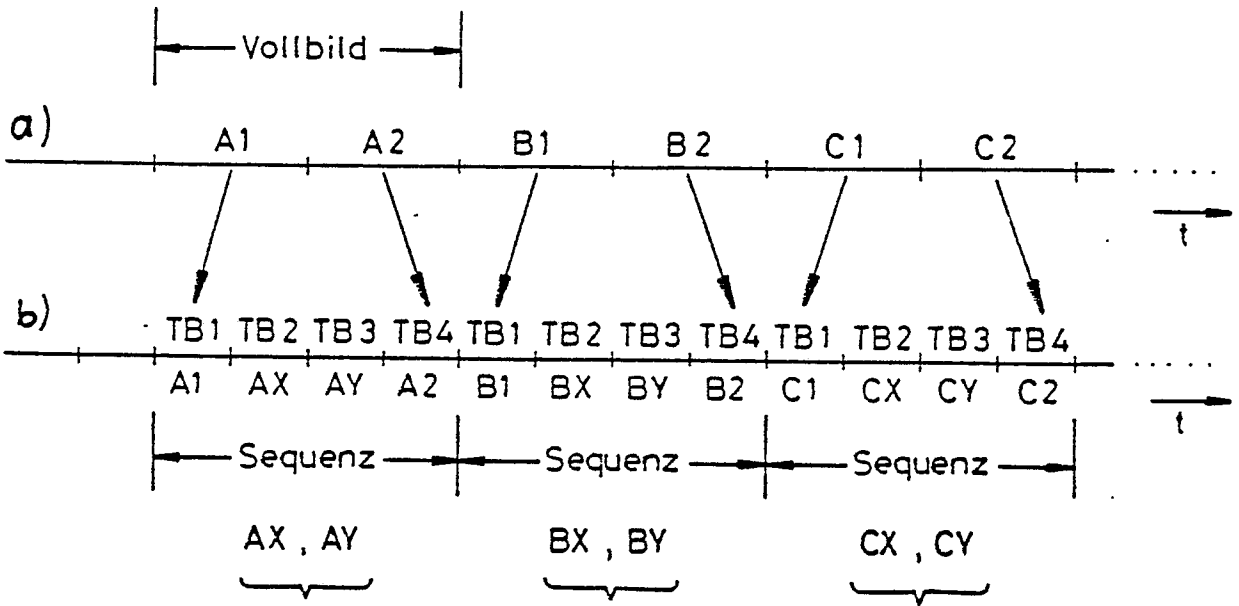 Vollbild
a)
A1 A2 B1 B2 C1 C2
.....
t
b)
TB1 TB2 TB3 TB4 TB1 TB2 TB3 TB4 TB1 TB2 TB3 TB4
.....
A1 AX AY A2 B1 BX BY B2 C1 CX CY C2
t
Sequenz Sequenz Sequenz
AX , AY BX , BY CX , CY